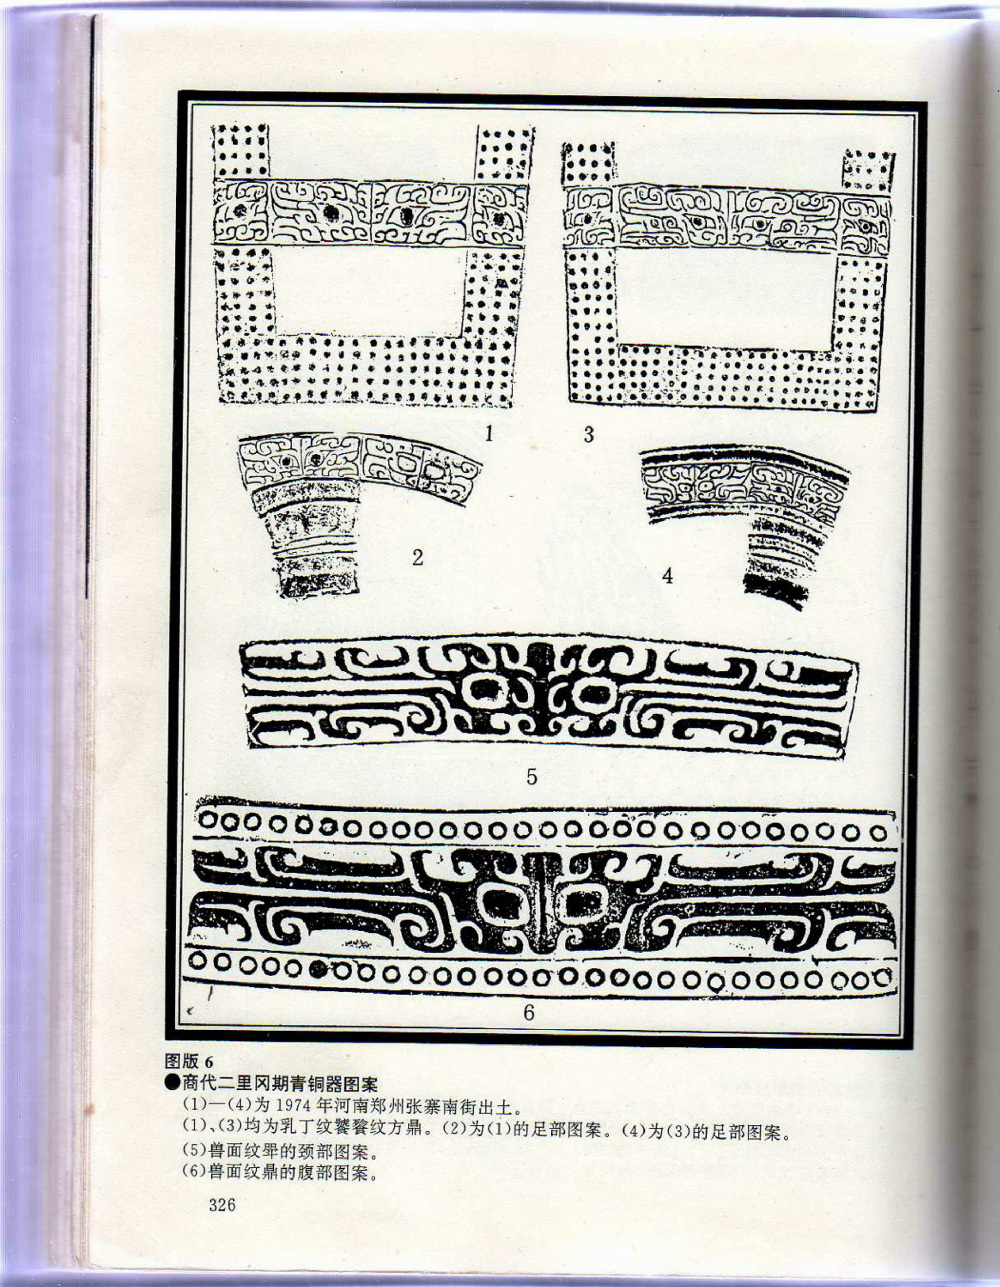 1
3
2
4
5
6
图版 6
●商代二里冈期青铜器图案
(1)—(4)为 1974 年河南郑州张寨南街出土。
(1)、(3)均为乳丁纹饕餮纹方鼎。(2)为(1)的足部图案。(4)为(3)的足部图案。
(5)兽面纹斝的颈部图案。
(6)兽面纹鼎的腹部图案。
326